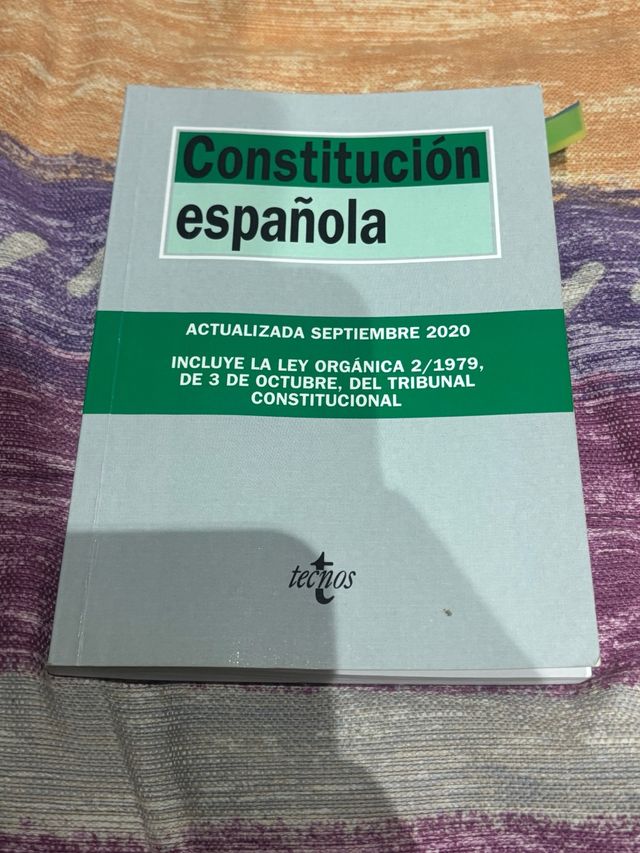 Constitución
española
ACTUALIZADA SEPTIEMBRE 2020
INCLUYE LA LEY ORGÁNICA 2/1979,
DE 3 DE OCTUBRE, DEL TRIBUNAL
CONSTITUCIONAL
tecnos